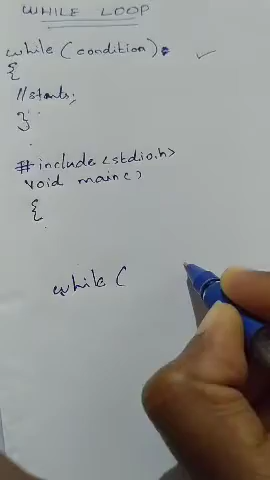 WHILE LOOP
while (condition)
{
//stmts;
}
#include <stdio.h>
void main()
{
while (